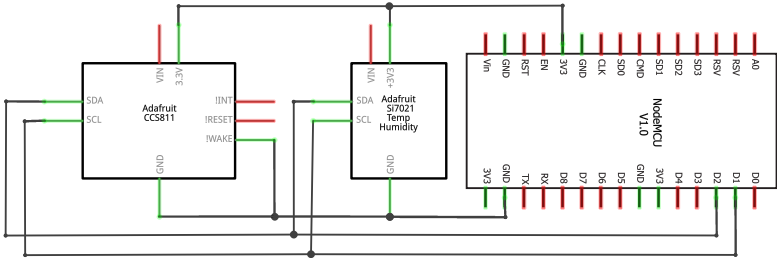 VIN
3.3V
SDA
SCL
Adafruit
CCS811
!INT
!RESET
!WAKE
GND
VIN
+3V3
SDA
SCL
Adafruit
Si7021
Temp
Humidity
GND
Vin
GND
RST
EN
3V3
GND
CLK
SD0
CMD
SD1
SD2
SD3
RSV
RSV
A0
NodeMCU
V1.0
3V3
GND
TX
RX
D8
D7
D6
D5
GND
3V3
D4
D3
D2
D1
D0